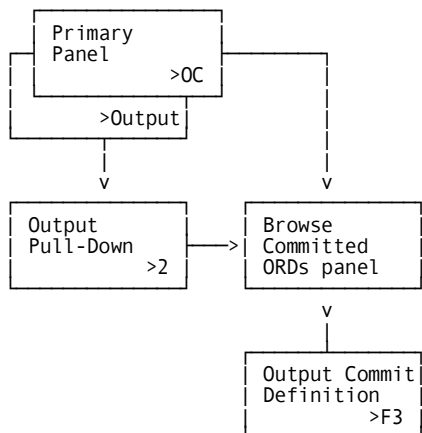 Primary
Panel
>OC
>Output
v v
Output
Pull-Down
>2
>
Browse
Committed
ORDs panel
v
Output Commit
Definition
>F3